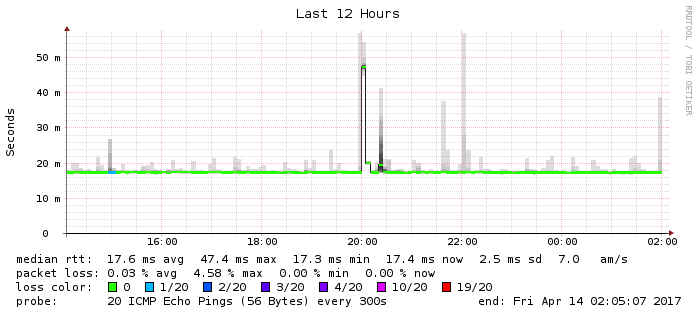 Last 12 Hours
RRDTOOL / TOBI OETIKER
Seconds
50 m
40 m
30 m
20 m
10 m
0
16:00 18:00 20:00 22:00 00:00 02:00
median rtt: 17.6 ms avg 47.4 ms max 17.3 ms min 17.4 ms now 2.5 ms sd 7.0 am/s
packet loss: 0.03 % avg 4.58 % max 0.00 % min 0.00 % now
loss color: 0 1/20 2/20 3/20 4/20 10/20 19/20
probe: 20 ICMP Echo Pings (56 Bytes) every 300s end: Fri Apr 14 02:05:07 2017